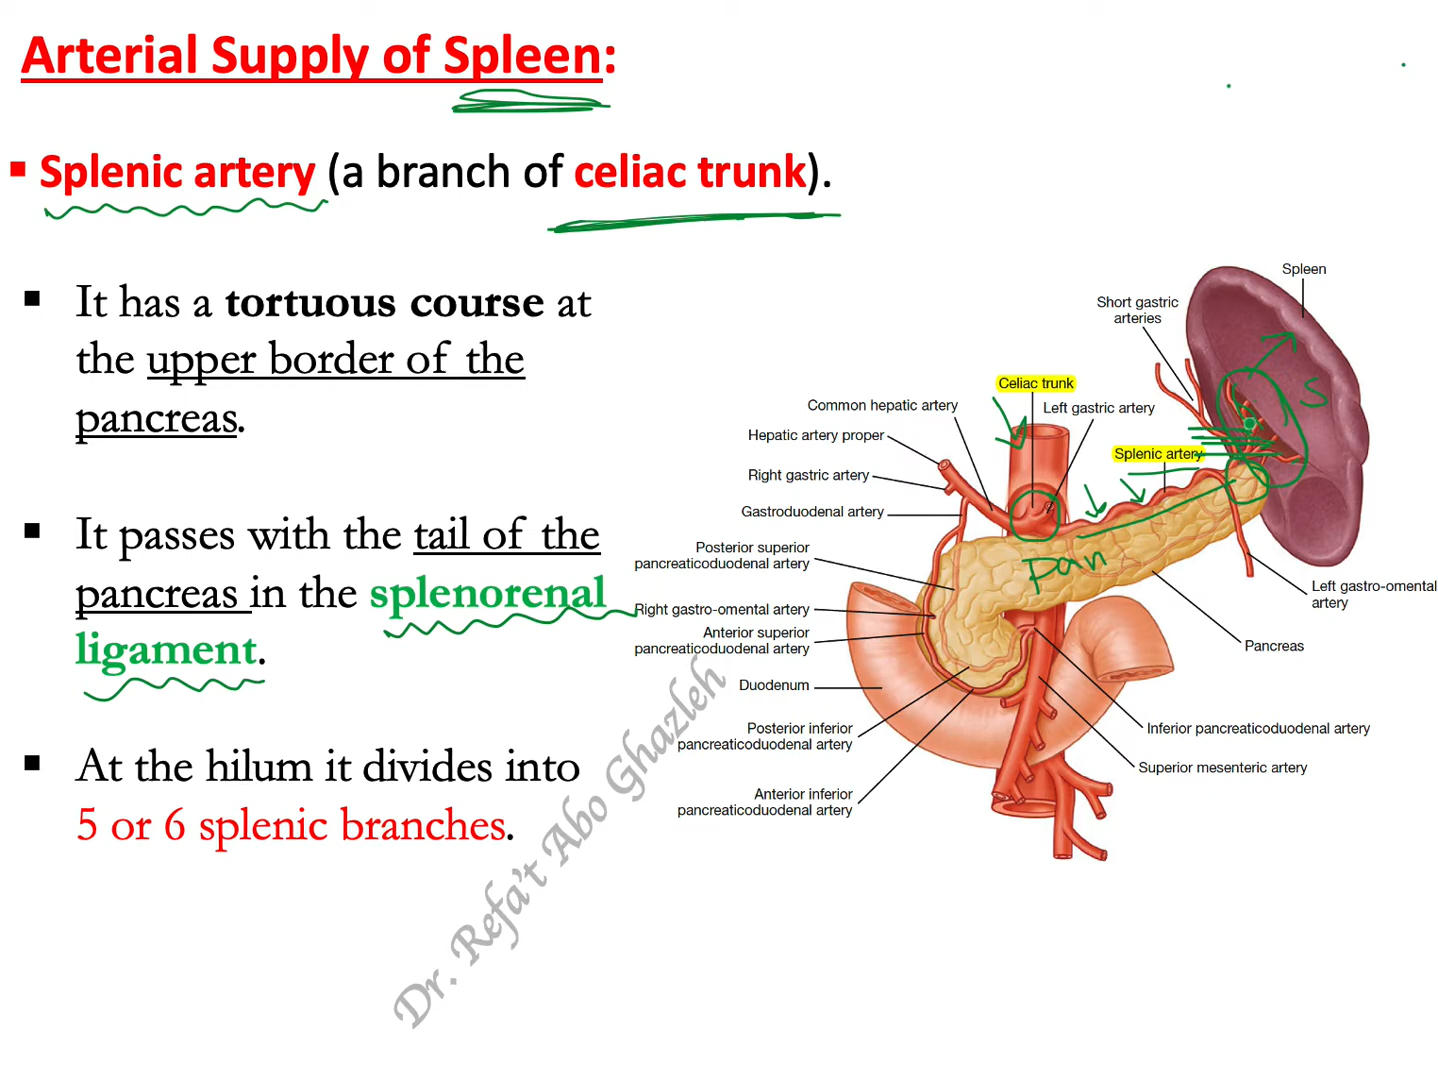 Arterial Supply of Spleen:
▪ Splenic artery (a branch of celiac trunk).
▪ It has a tortuous course at
the upper border of the
pancreas.
▪ It passes with the tail of the
pancreas in the splenorenal
ligament.
▪ At the hilum it divides into
5 or 6 splenic branches.
Spleen
Short gastric
arteries
Celiac trunk
Common hepatic artery
Left gastric artery
Hepatic artery proper
Splenic artery
Right gastric artery
Gastroduodenal artery
Posterior superior
pancreaticoduodenal artery
Right gastro-omental artery
Anterior superior
pancreaticoduodenal artery
Duodenum
Posterior inferior
pancreaticoduodenal artery
Anterior inferior
pancreaticoduodenal artery
Left gastro-omental
artery
Pancreas
Inferior pancreaticoduodenal artery
Superior mesenteric artery
S
Pan
Dr. Refa't Abo Ghazleh